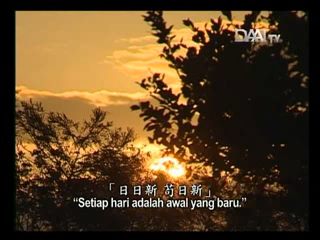 DAAI TV
「日日新 苟日新」
“Setiap hari adalah awal yang baru.”